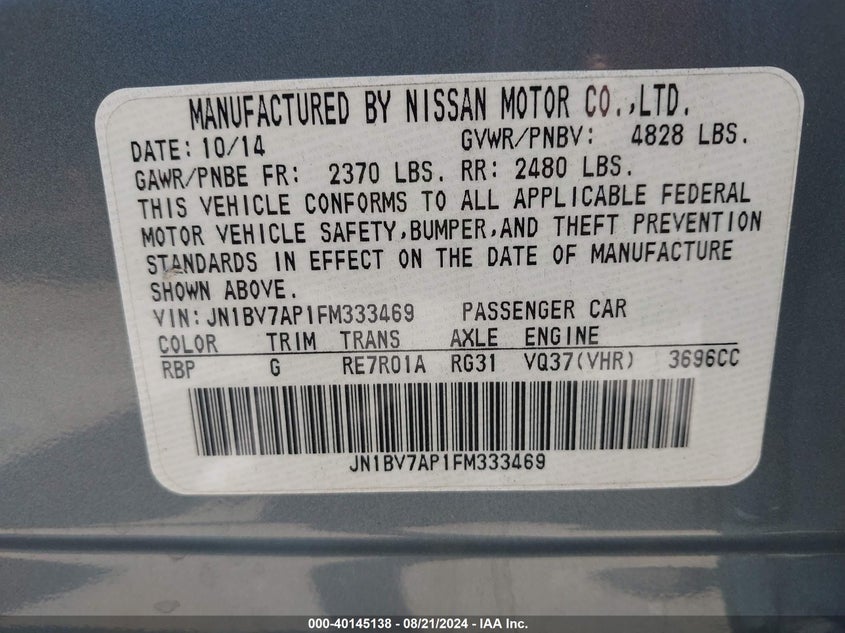 MANUFACTURED BY NISSAN MOTOR CO.,LTD.
DATE: 10/14 GVWR/PNBV: 4828 LBS.
GAWR/PNBE FR: 2370 LBS. RR: 2480 LBS.
THIS VEHICLE CONFORMS TO ALL APPLICABLE FEDERAL
MOTOR VEHICLE SAFETY,BUMPER,AND THEFT PREVENTION
STANDARDS IN EFFECT ON THE DATE OF MANUFACTURE
SHOWN ABOVE.
VIN: JN1BV7AP1FM333469 PASSENGER CAR
COLOR TRIM TRANS AXLE ENGINE
RBP G RE7R01A RG31 VQ37(VHR) 3696CC
JN1BV7AP1FM333469
000-40145138 - 08/21/2024 - IAA Inc.